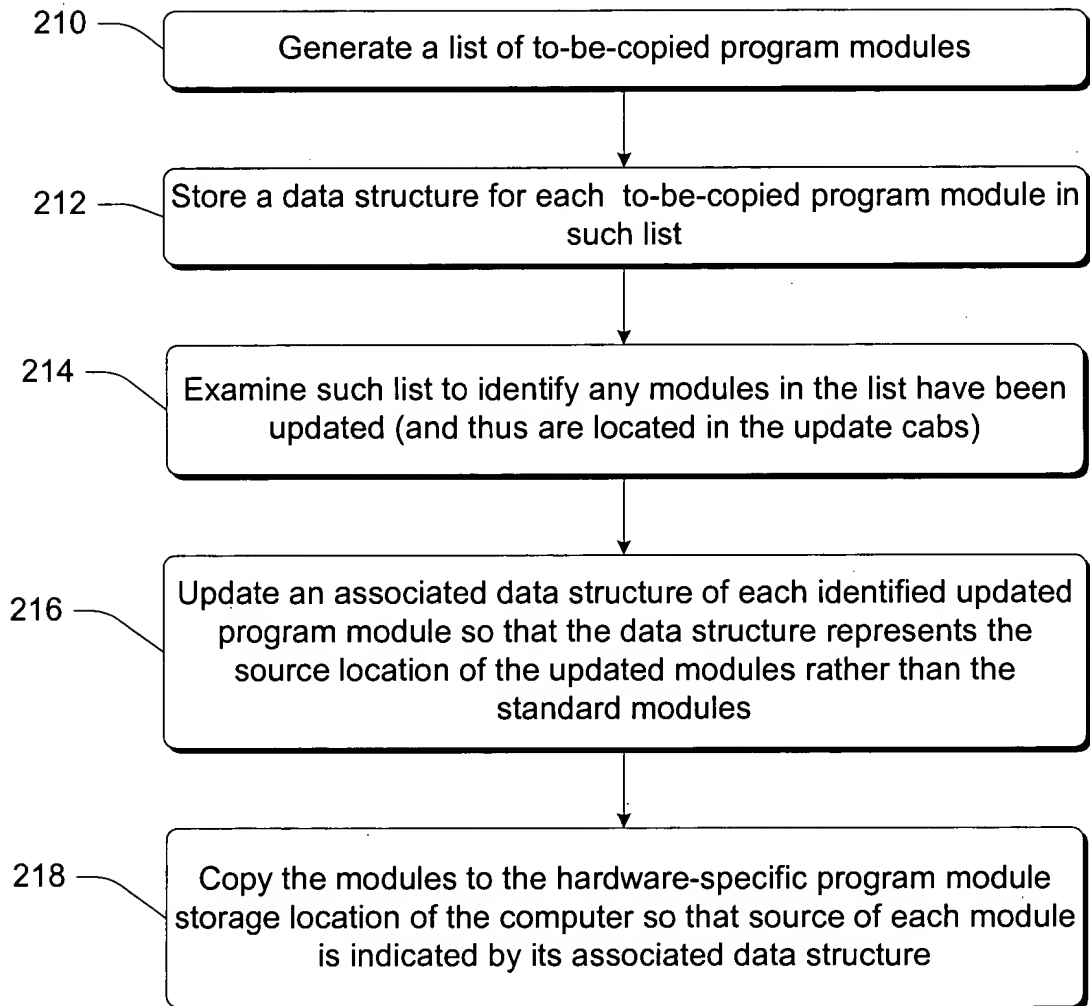 210
Generate a list of to-be-copied program modules
212
Store a data structure for each to-be-copied program module in
such list
214
Examine such list to identify any modules in the list have been
updated (and thus are located in the update cabs)
216
Update an associated data structure of each identified updated
program module so that the data structure represents the
source location of the updated modules rather than the
standard modules
218
Copy the modules to the hardware-specific program module
storage location of the computer so that source of each module
is indicated by its associated data structure